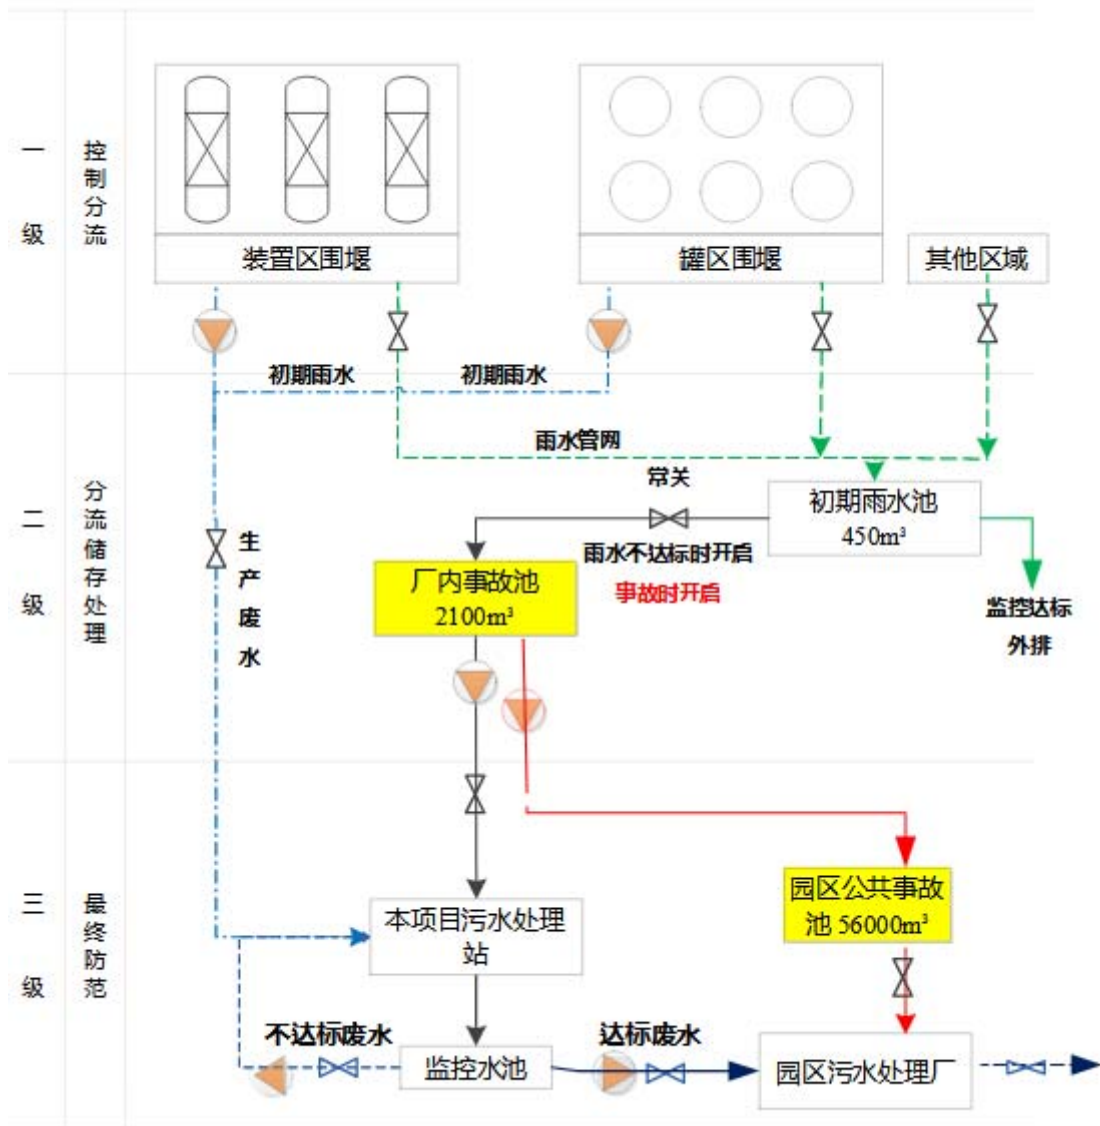 一级
控制分流
装置区围堰
罐区围堰
其他区域
初期雨水
初期雨水
二级
分流储存处理
雨水管网
常关
初期雨水池
450m³
生产废水
雨水不达标时开启
事故时开启
厂内事故池
2100m³
监控达标
外排
三级
最终防范
园区公共事故
池 56000m³
本项目污水处理
站
不达标废水
达标废水
监控水池
园区污水处理厂